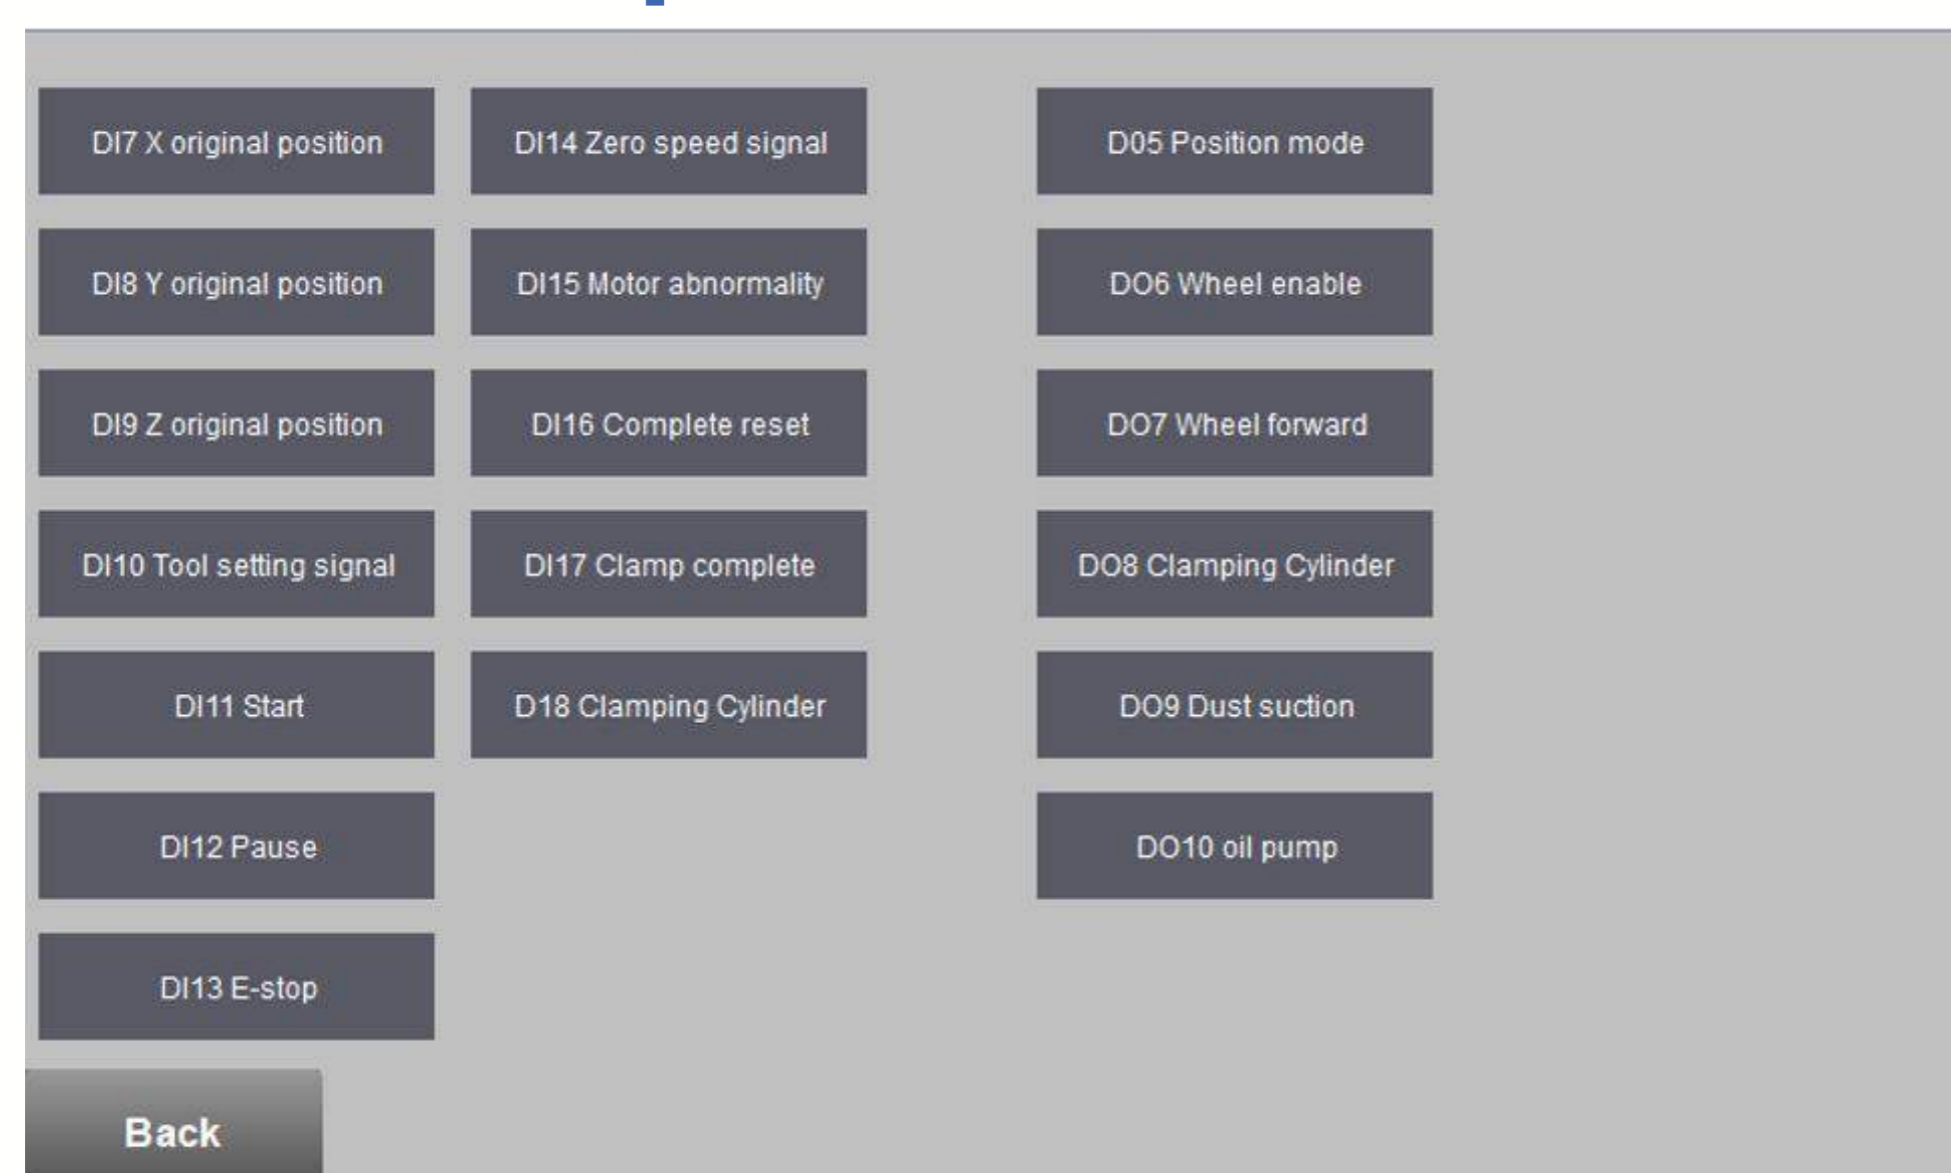 DI7 X original position
DI14 Zero speed signal
D05 Position mode
DI8 Y original position
DI15 Motor abnormality
DO6 Wheel enable
DI9 Z original position
DI16 Complete reset
DO7 Wheel forward
DI10 Tool setting signal
DI17 Clamp complete
DO8 Clamping Cylinder
DI11 Start
D18 Clamping Cylinder
DO9 Dust suction
DI12 Pause
DO10 oil pump
DI13 E-stop
Back